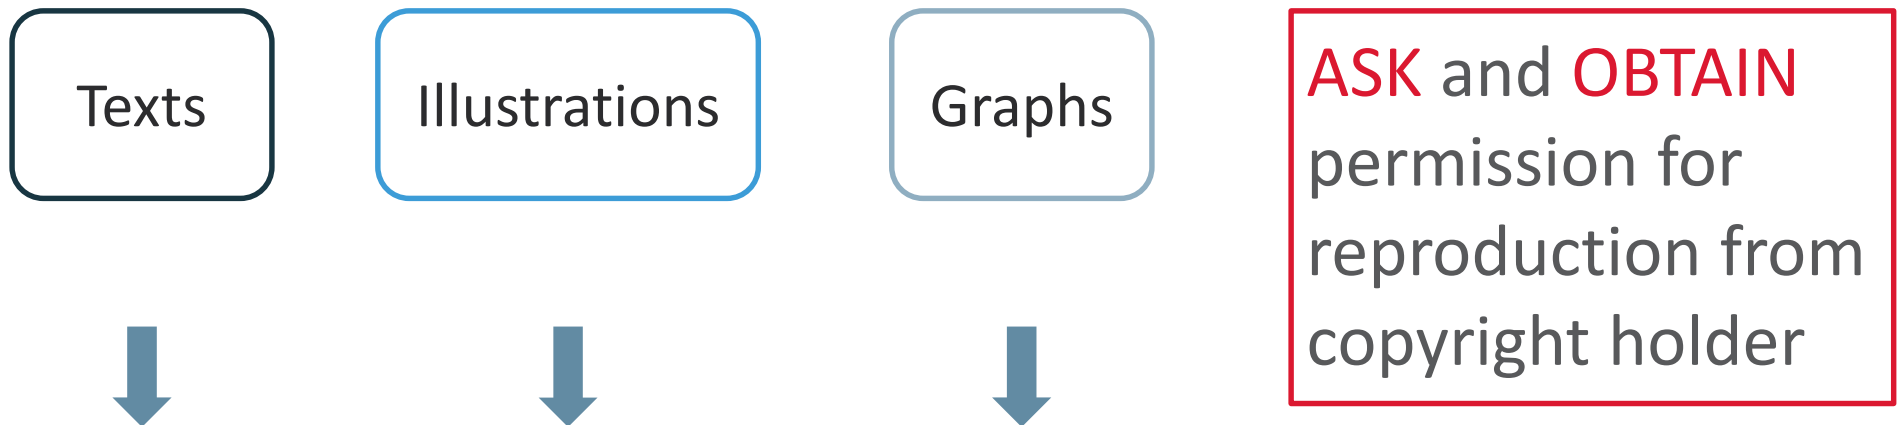 Texts
Illustrations
Graphs
ASK and OBTAIN
permission for
reproduction from
copyright holder